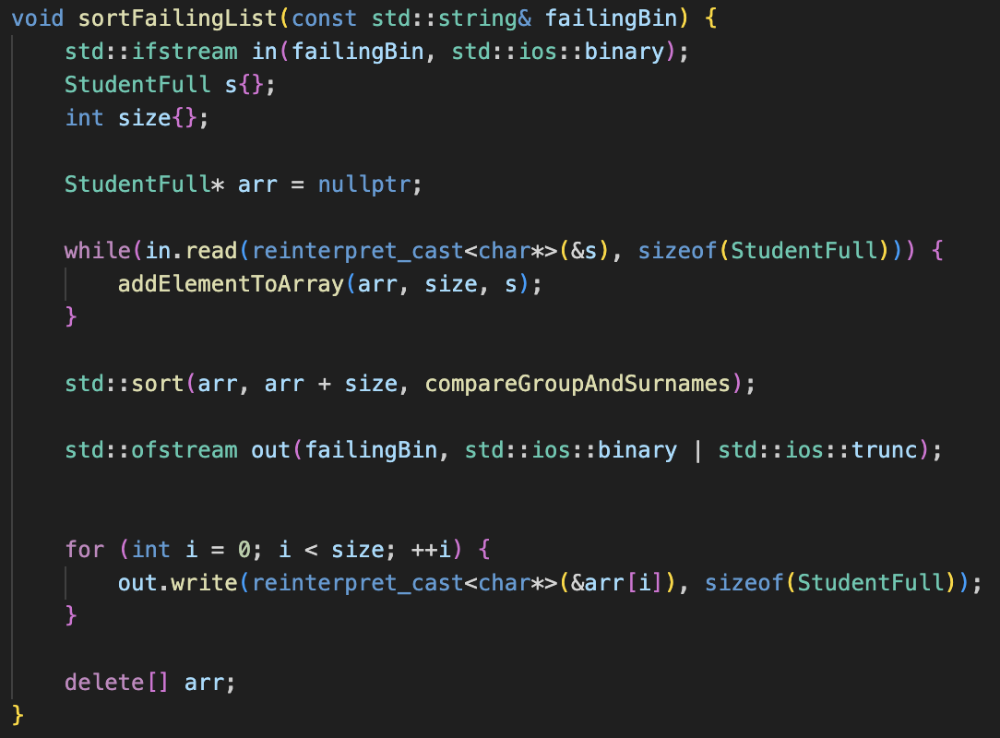 void sortFailingList(const std::string& failingBin) {
    std::ifstream in(failingBin, std::ios::binary);
    StudentFull s{};
    int size{};

    StudentFull* arr = nullptr;

    while(in.read(reinterpret_cast<char*>(&s), sizeof(StudentFull))) {
        addElementToArray(arr, size, s);
    }

    std::sort(arr, arr + size, compareGroupAndSurnames);

    std::ofstream out(failingBin, std::ios::binary | std::ios::trunc);


    for (int i = 0; i < size; ++i) {
        out.write(reinterpret_cast<char*>(&arr[i]), sizeof(StudentFull));
    }

    delete[] arr;
}